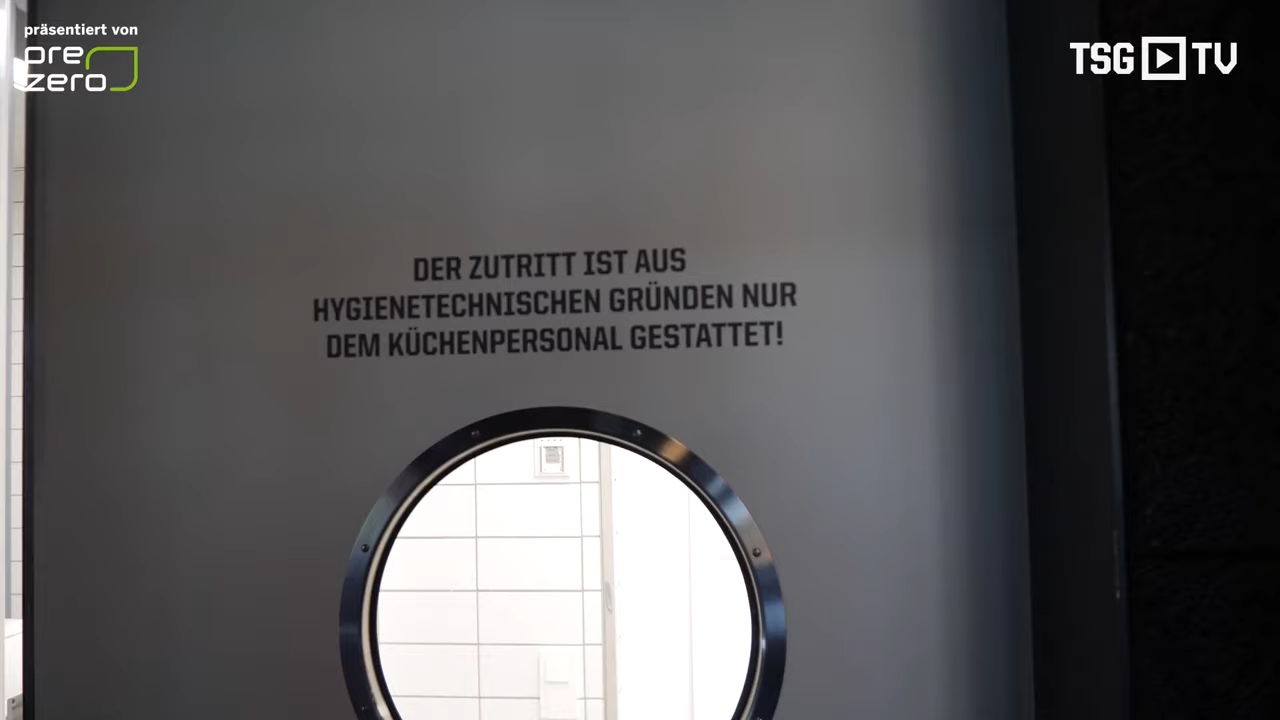 präsentiert von
pre
zero
TSG TV
DER ZUTRITT IST AUS
HYGIENETECHNISCHEN GRÜNDEN NUR
DEM KÜCHENPERSONAL GESTATTET!